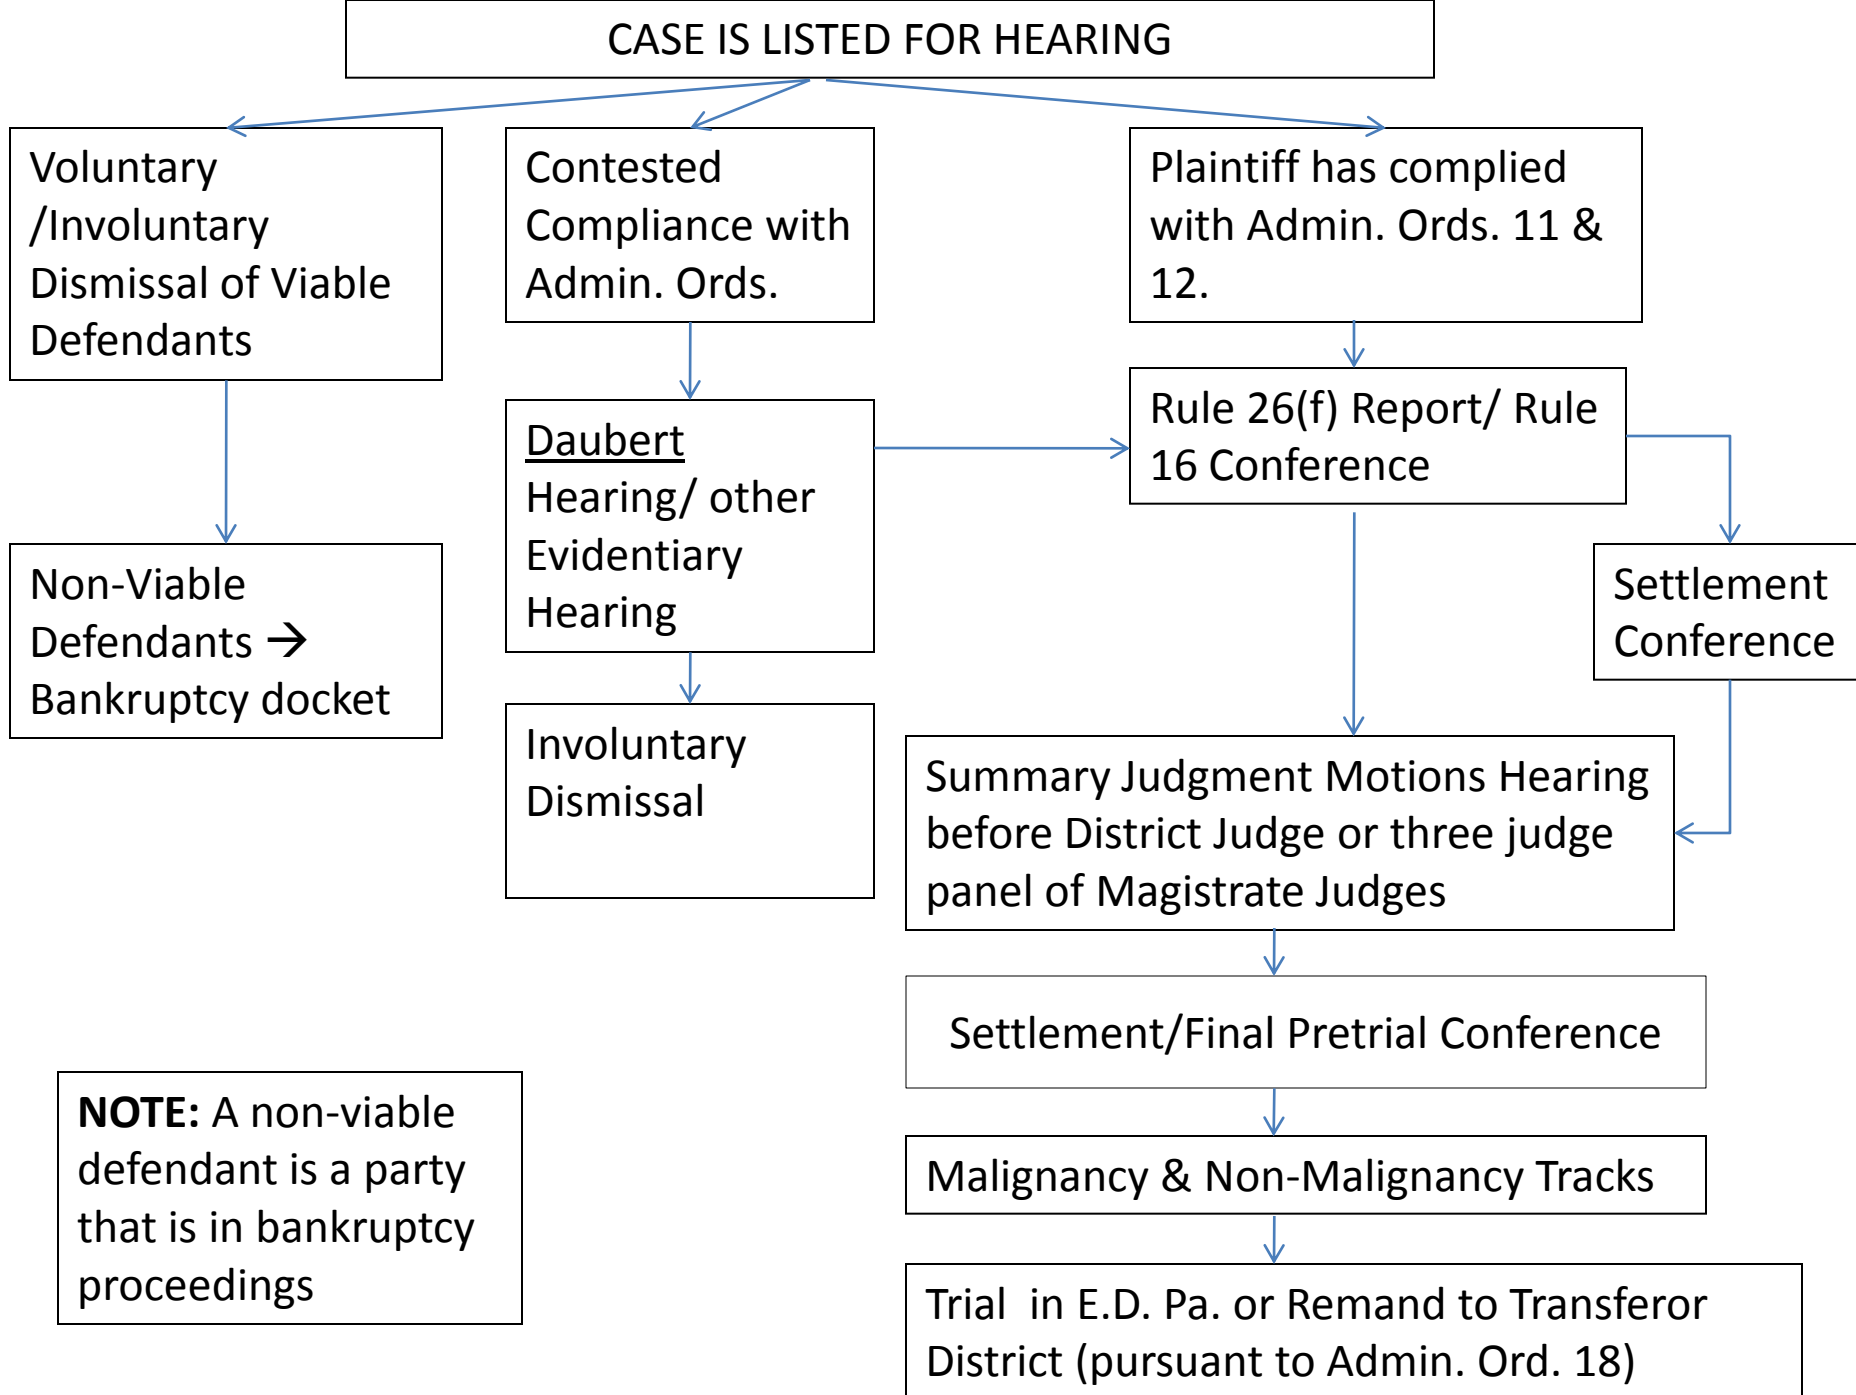 CASE IS LISTED FOR HEARING
Voluntary
/Involuntary
Dismissal of Viable
Defendants
Contested
Compliance with
Admin. Ords.
Plaintiff has complied
with Admin. Ords. 11 &
12.
Rule 26(f) Report/ Rule
16 Conference
Daubert
Hearing/ other
Evidentiary
Hearing
Non-Viable
Defendants →
Bankruptcy docket
Settlement
Conference
Involuntary
Dismissal
Summary Judgment Motions Hearing
before District Judge or three judge
panel of Magistrate Judges
Settlement/Final Pretrial Conference
NOTE: A non-viable
defendant is a party
that is in bankruptcy
proceedings
Malignancy & Non-Malignancy Tracks
Trial in E.D. Pa. or Remand to Transferor
District (pursuant to Admin. Ord. 18)